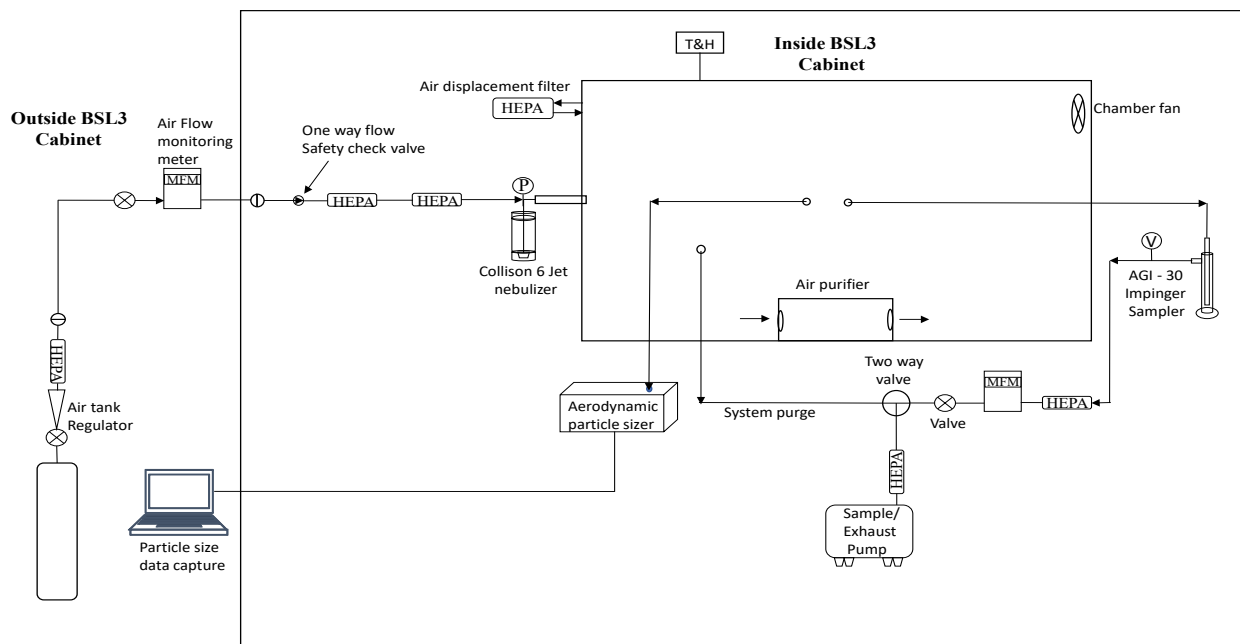 T&H
Inside BSL3
Cabinet
Air displacement filter
HEPA
Chamber fan
Outside BSL3
Cabinet
Air Flow
monitoring
meter
MFM
One way flow
Safety check valve
HEPA
HEPA
P
Collison 6 Jet
nebulizer
V
AGI - 30
Impinger
Sampler
Air purifier
HEPA
Air tank
Regulator
Aerodynamic
particle sizer
System purge
Two way
valve
Valve
MFM
HEPA
HEPA
Sample/
Exhaust
Pump
Particle size
data capture